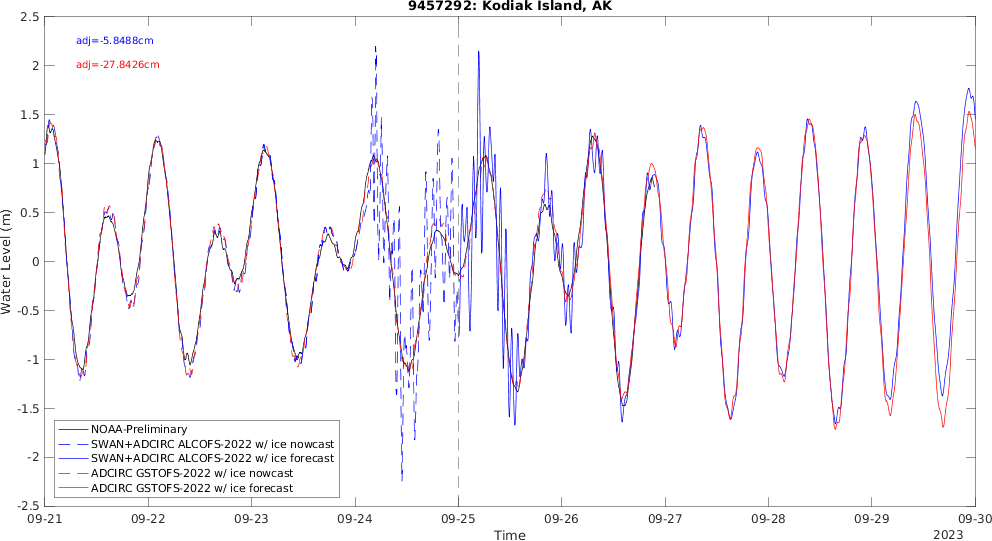 9457292: Kodiak Island, AK
2.5
2
1.5
1
0.5
0
-0.5
-1
-1.5
-2
-2.5
Water Level (m)
adj=-5.8488cm
adj=-27.8426cm
NOAA-Preliminary
SWAN+ADCIRC ALCOFS-2022 w/ ice nowcast
SWAN+ADCIRC ALCOFS-2022 w/ ice forecast
ADCIRC GSTOFS-2022 w/ ice nowcast
ADCIRC GSTOFS-2022 w/ ice forecast
09-21 09-22 09-23 09-24 09-25 09-26 09-27 09-28 09-29 09-30
Time
2023